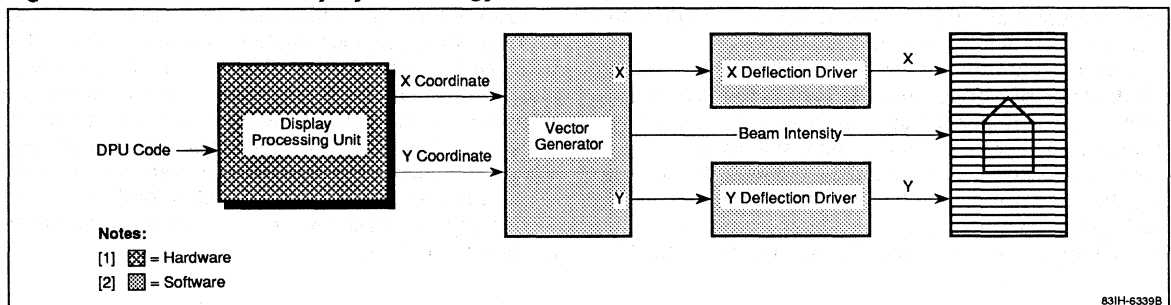 DPU Code
Display
Processing Unit
X Coordinate
Y Coordinate
Vector
Generator
X
Y
X Deflection Driver
Beam Intensity
Y Deflection Driver
X
Y
Notes:
[1] = Hardware
[2] = Software
83IH-6339B